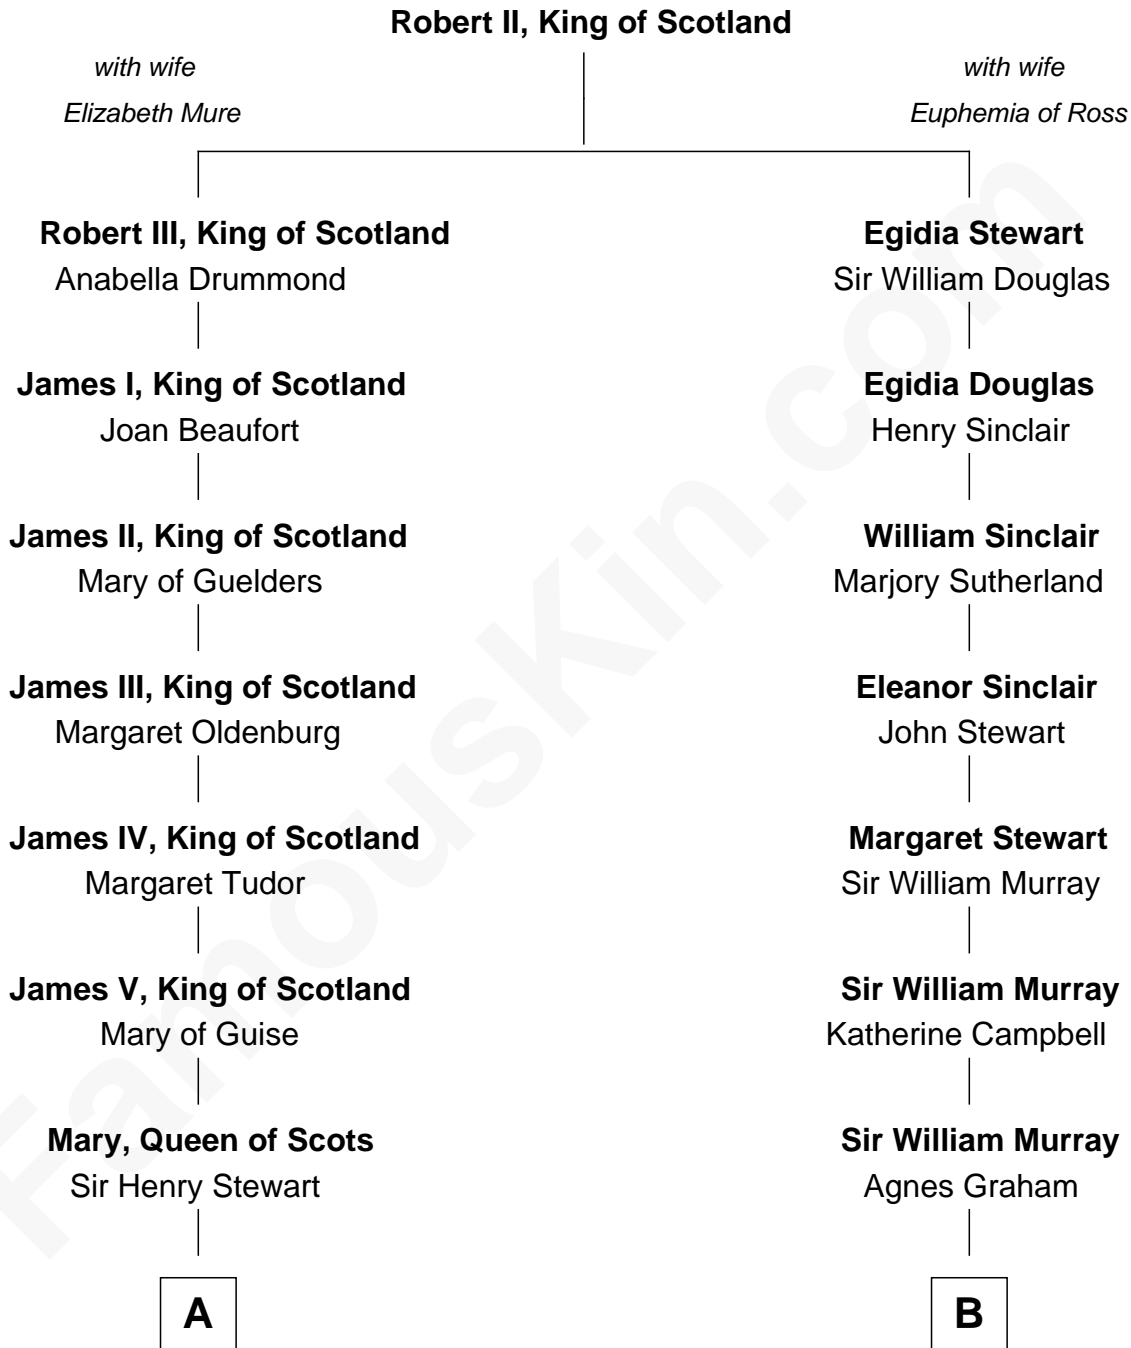 Robert II, King of Scotland
with wife
Elizabeth Mure
with wife
Euphemia of Ross
Robert III, King of Scotland
Anabella Drummond
Egidia Stewart
Sir William Douglas
James I, King of Scotland
Joan Beaufort
Egidia Douglas
Henry Sinclair
James II, King of Scotland
Mary of Guelders
William Sinclair
Marjory Sutherland
James III, King of Scotland
Margaret Oldenburg
Eleanor Sinclair
John Stewart
James IV, King of Scotland
Margaret Tudor
Margaret Stewart
Sir William Murray
James V, King of Scotland
Mary of Guise
Sir William Murray
Katherine Campbell
Mary, Queen of Scots
Sir Henry Stewart
Sir William Murray
Agnes Graham
A
B
FamousKin.com